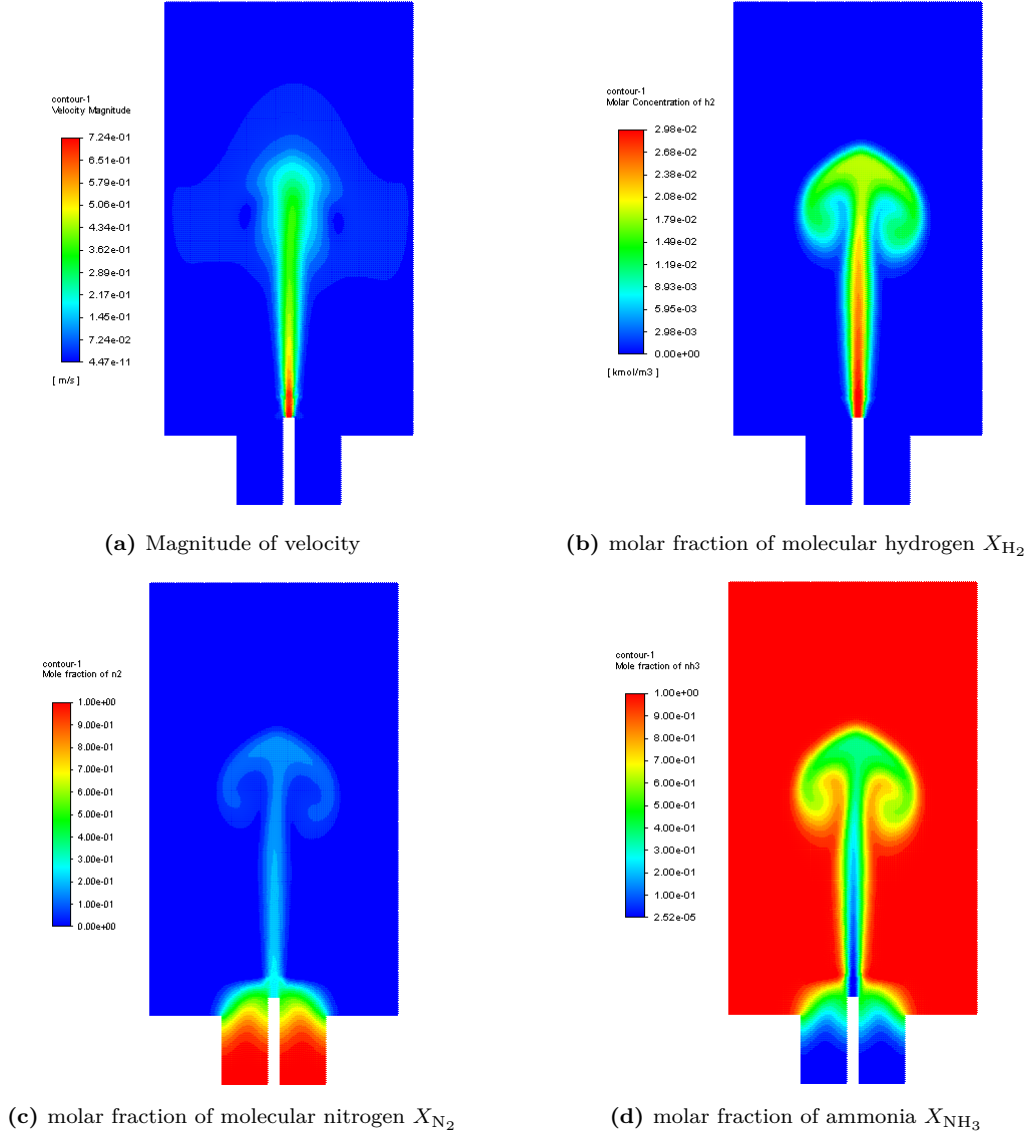 contour-1
Velocity Magnitude
7.24e-01
6.51e-01
5.79e-01
5.06e-01
4.34e-01
3.62e-01
2.89e-01
2.17e-01
1.45e-01
7.24e-02
4.47e-11
[ m/s ]
contour-1
Molar Concentration of h2
2.98e-02
2.68e-02
2.38e-02
2.08e-02
1.79e-02
1.49e-02
1.19e-02
8.93e-03
5.95e-03
2.98e-03
0.00e+00
[ kmol/m3 ]
(a) Magnitude of velocity
(b) molar fraction of molecular hydrogen X_H₂
contour-1
Mole fraction of n2
1.00e+00
9.00e-01
8.00e-01
7.00e-01
6.00e-01
5.00e-01
4.00e-01
3.00e-01
2.00e-01
1.00e-01
0.00e+00
contour-1
Mole fraction of nh3
1.00e+00
9.00e-01
8.00e-01
7.00e-01
6.00e-01
5.00e-01
4.00e-01
3.00e-01
2.00e-01
1.00e-01
2.52e-05
(c) molar fraction of molecular nitrogen X_N₂
(d) molar fraction of ammonia X_NH₃